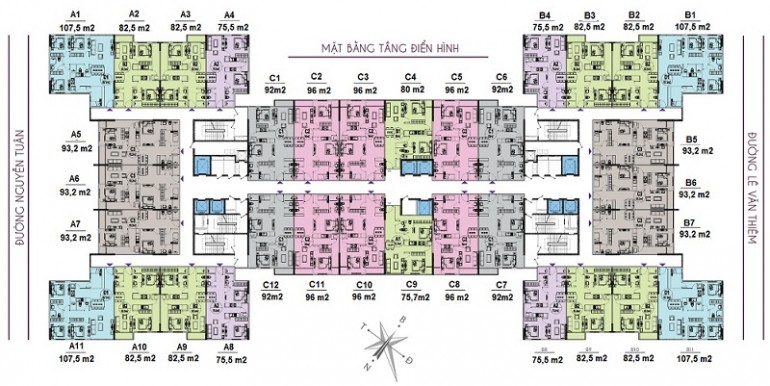 A1
107,5 m2
A2
82,5 m2
A3
82,5 m2
A4
75,5 m2
B4
75,5 m2
B3
82,5 m2
B2
82,5 m2
B1
107,5 m2
MẶT BẰNG TẦNG ĐIỂN HÌNH
C1
92m2
C2
96 m2
C3
96 m2
C4
80 m2
C5
96 m2
C6
92m2
ĐƯỜNG NGUYỄN TUÂN
A5
93,2 m2
A6
93,2 m2
A7
93,2 m2
B5
93,2 m2
B6
93,2 m2
B7
93,2 m2
ĐƯỜNG LÊ VĂN THIÊM
C12
92m2
C11
96 m2
C10
96 m2
C9
75,7m2
C8
96 m2
C7
92m2
A11
107,5 m2
A10
82,5 m2
A9
82,5 m2
A8
75,5 m2
75,5 m2
82,5 m2
82,5 m2
107,5 m2
T
B
N
Đ